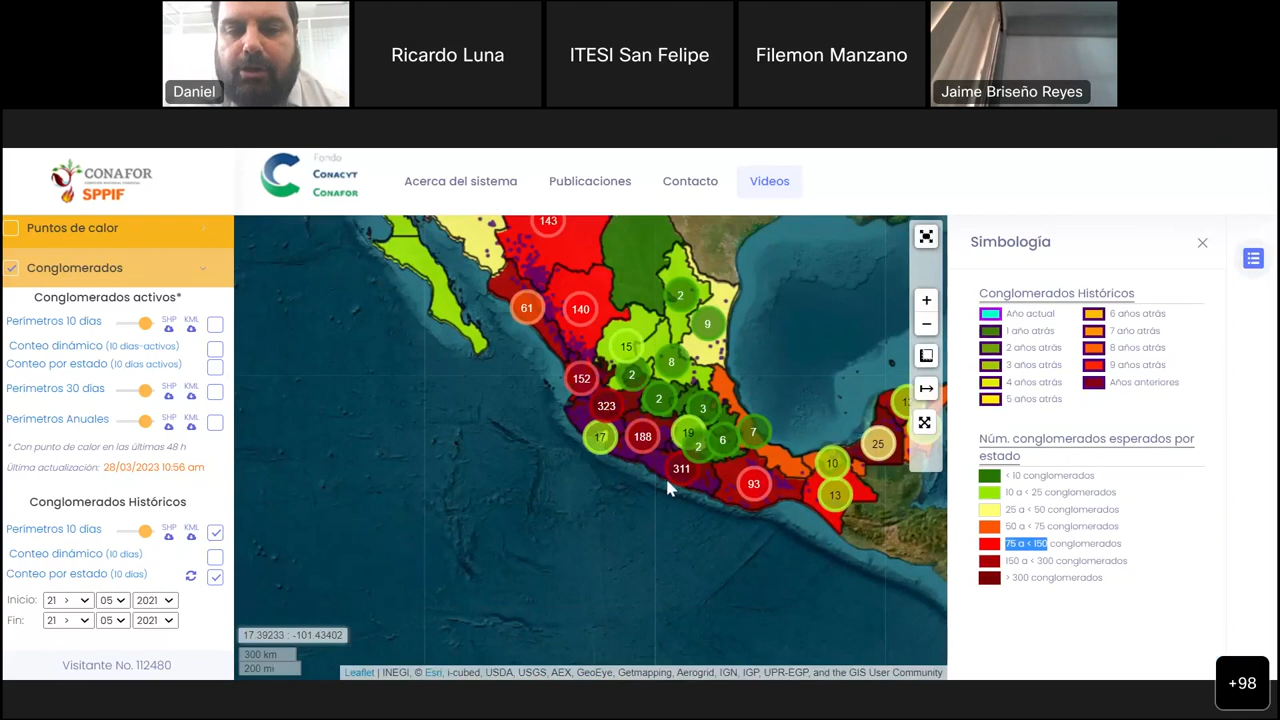 Ricardo Luna
ITESI San Felipe
Filemon Manzano
Daniel
Jaime Briseño Reyes
CONAFOR
SPPIF
Fondo
CONACYT
CONAFOR
Acerca del sistema
Publicaciones
Contacto
Videos
Puntos de calor
Conglomerados
Conglomerados activos*
Perímetros 10 días SHP KML
Conteo dinámico (10 días-activos)
Conteo por estado (10 días activos)
Perímetros 30 días SHP KML
Perímetros Anuales SHP KML
* Con punto de calor en las últimas 48 h
Última actualización: 28/03/2023 10:56 am
Conglomerados Históricos
Perímetros 10 días SHP KML
Conteo dinámico (10 días)
Conteo por estado (10 días)
Inicio: 21 > 05 2021
Fin: 21 > 05 2021
Visitante No. 112480
143
2
61
140
9
15
8
152
2
2
323
3
17
188
19
6
7
2
25
311
10
93
13
+
−
17.39233 : -101.43402
300 km
200 mi
Leaflet | INEGI, © Esri, i-cubed, USDA, USGS, AEX, GeoEye, Getmapping, Aerogrid, IGN, IGP, UPR-EGP, and the GIS User Community
Simbología
Conglomerados Históricos
Año actual
1 año atrás
2 años atrás
3 años atrás
4 años atrás
5 años atrás
6 años atrás
7 año atrás
8 años atrás
9 años atrás
Años anteriores
Núm. conglomerados esperados por
estado
< 10 conglomerados
10 a < 25 conglomerados
25 a < 50 conglomerados
50 a < 75 conglomerados
75 a < 150 conglomerados
150 a < 300 conglomerados
> 300 conglomerados
+98